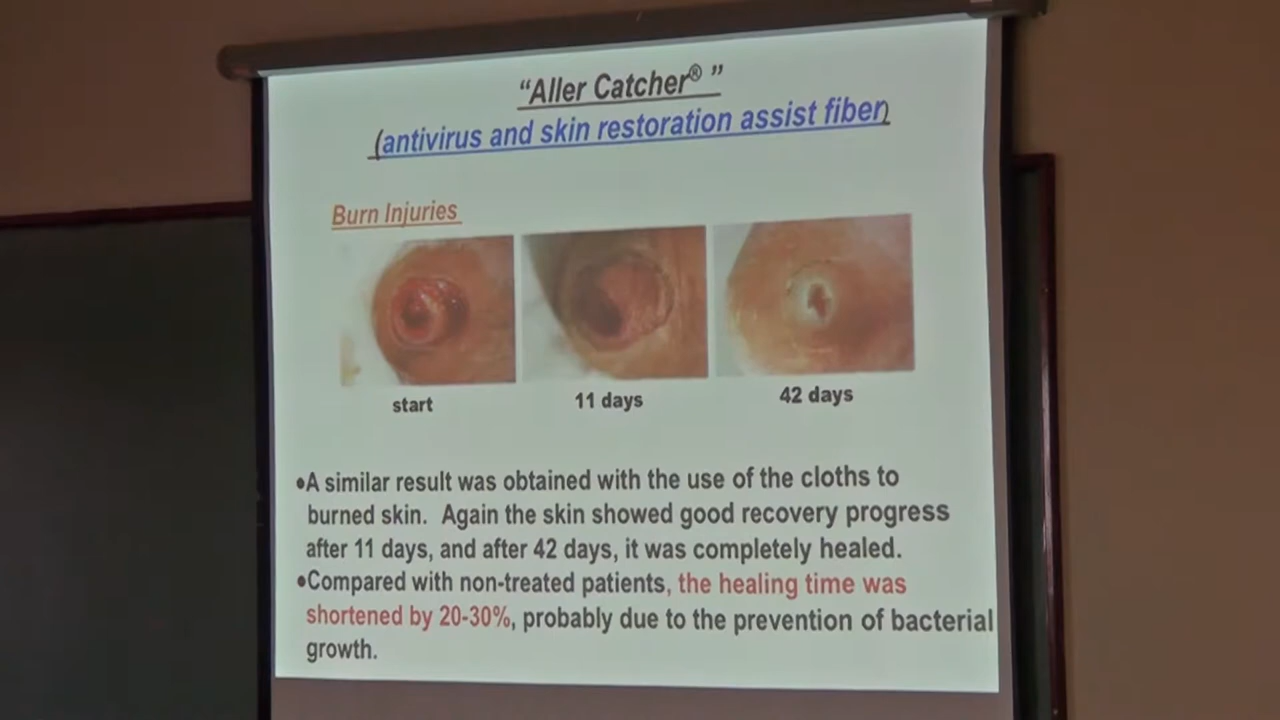 “Aller Catcher® ”
(antivirus and skin restoration assist fiber)
Burn Injuries
start
11 days
42 days
•A similar result was obtained with the use of the cloths to
burned skin.  Again the skin showed good recovery progress
after 11 days, and after 42 days, it was completely healed.
•Compared with non-treated patients, the healing time was
shortened by 20-30%, probably due to the prevention of bacterial
growth.